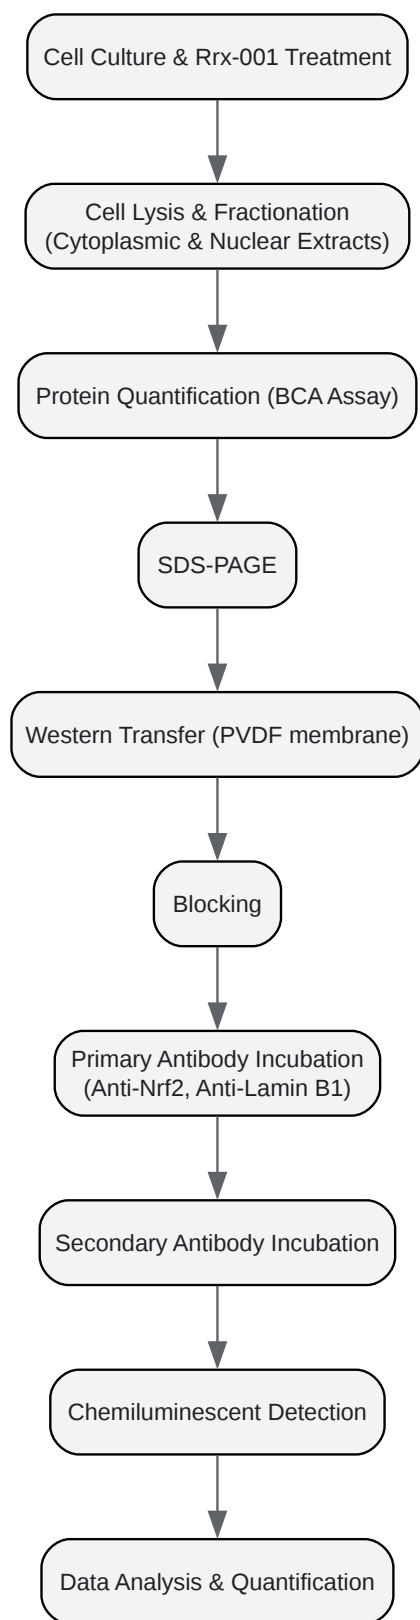 Cell Culture & Rrx-001 Treatment
Cell Lysis & Fractionation
(Cytoplasmic & Nuclear Extracts)
Protein Quantification (BCA Assay)
SDS-PAGE
Western Transfer (PVDF membrane)
Blocking
Primary Antibody Incubation
(Anti-Nrf2, Anti-Lamin B1)
Secondary Antibody Incubation
Chemiluminescent Detection
Data Analysis & Quantification